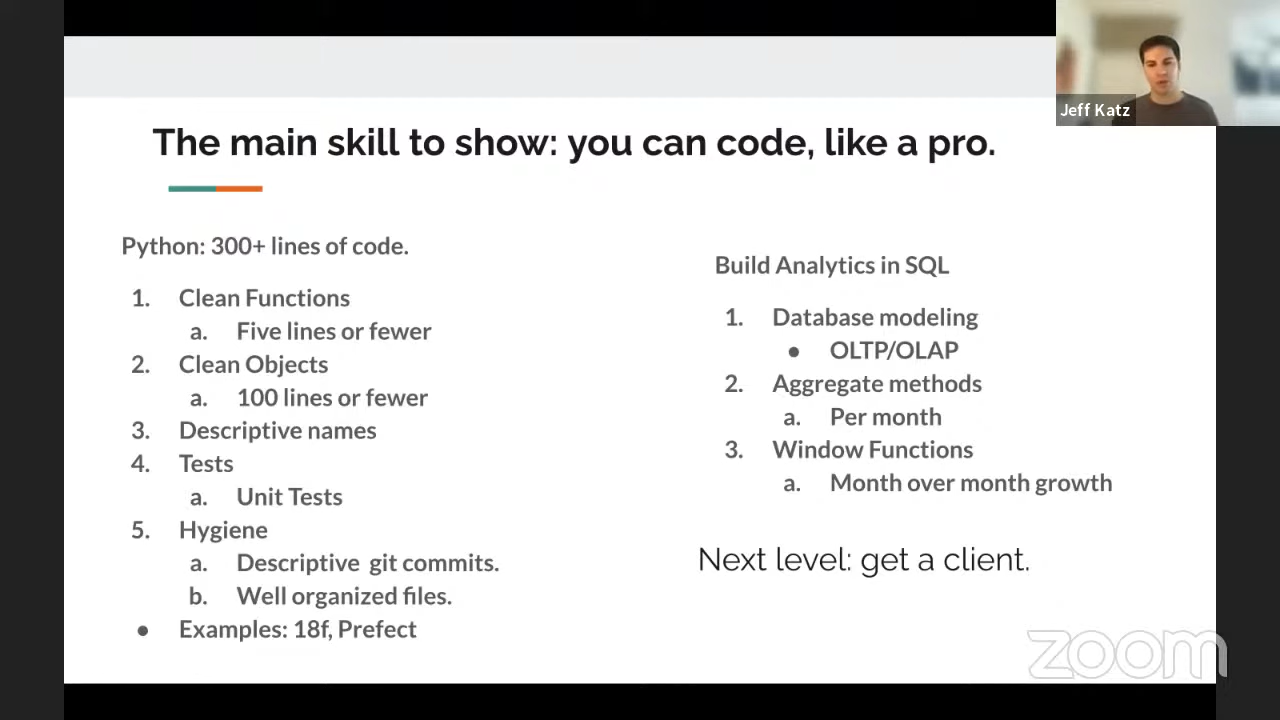 Jeff Katz
The main skill to show: you can code, like a pro.
Python: 300+ lines of code.
1. Clean Functions
a. Five lines or fewer
2. Clean Objects
a. 100 lines or fewer
3. Descriptive names
4. Tests
a. Unit Tests
5. Hygiene
a. Descriptive git commits.
b. Well organized files.
● Examples: 18f, Prefect
Build Analytics in SQL
1. Database modeling
● OLTP/OLAP
2. Aggregate methods
a. Per month
3. Window Functions
a. Month over month growth
Next level: get a client.
zoom